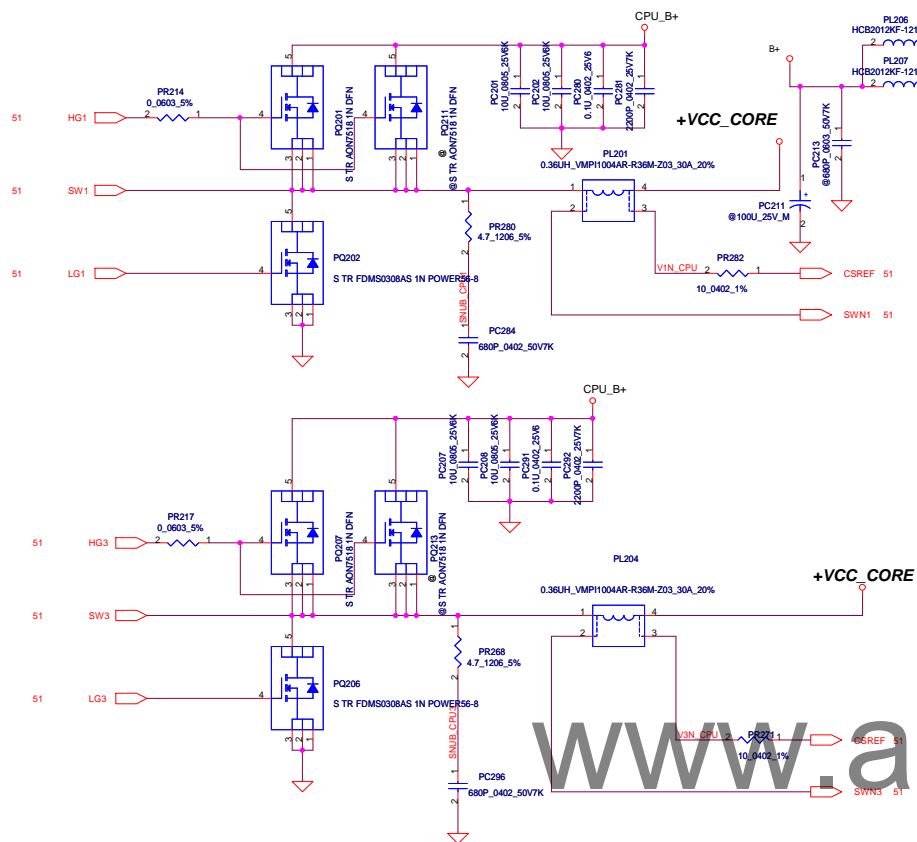 CPU_B+
PL206
HCB2012KF-121
PL207
HCB2012KF-121
B+
PR214
0_0603_5%
51
HG1
PQ201
S TR AON7518 1N DFN
PQ211
@
@S TR AON7518 1N DFN
PC201
10U_0805_25V6K
PC202
10U_0805_25V6K
PC280
0.1U_0402_25V6
PC281
2200P_0402_25V7K
+VCC_CORE
PC213
@680P_0603_50V7K
PC211
@100U_25V_M
PL201
0.36UH_VMPI1004AR-R36M-Z03_30A_20%
51
SW1
PR280
4.7_1206_5%
PQ202
S TR FDMS0308AS 1N POWER56-8
51
LG1
V1N_CPU
PR282
10_0402_1%
CSREF 51
SWN1 51
PC284
680P_0402_50V7K
CPU_B+
PC207
10U_0805_25V6K
PC208
10U_0805_25V6K
PC291
0.1U_0402_25V6
PC292
2200P_0402_25V7K
PR217
0_0603_5%
51
HG3
PQ207
S TR AON7518 1N DFN
PQ213
@
@S TR AON7518 1N DFN
PL204
0.36UH_VMPI1004AR-R36M-Z03_30A_20%
+VCC_CORE
51
SW3
PR268
4.7_1206_5%
PQ206
S TR FDMS0308AS 1N POWER56-8
51
LG3
SNUB_CPU3
V3N_CPU
PR271
10_0402_1%
CSREF 51
SWN3 51
PC296
680P_0402_50V7K
www.a